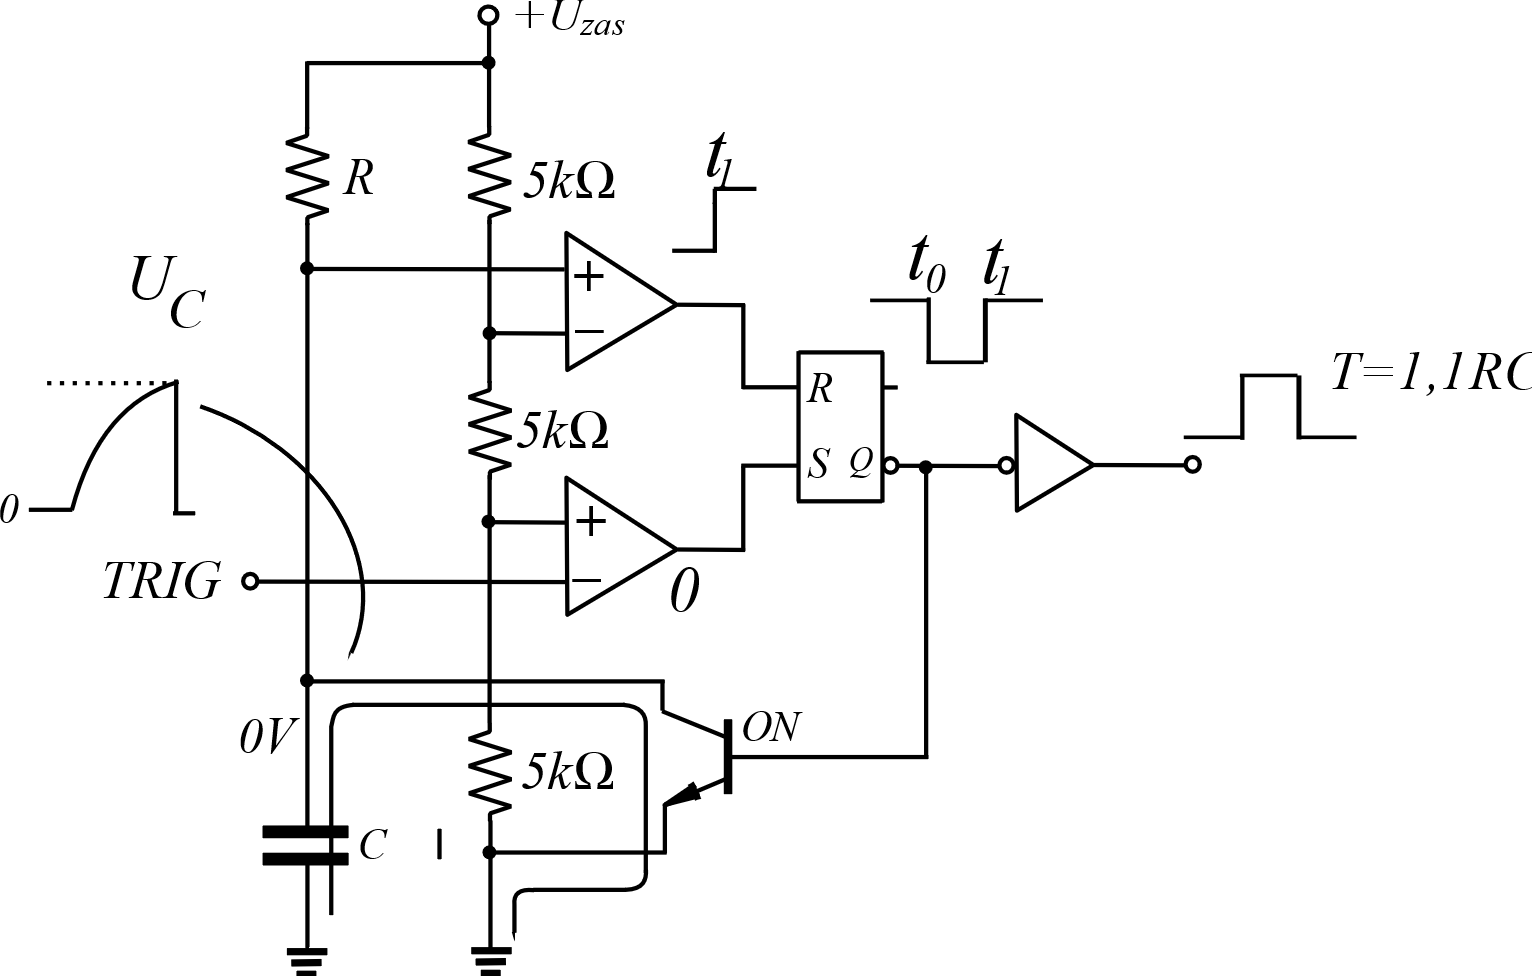 +Uzas
R
5kΩ
t1
UC
+
−
t0
t1
T=1,1RC
R
5kΩ
S
Q
0
+
−
TRIG
0
0V
ON
5kΩ
C